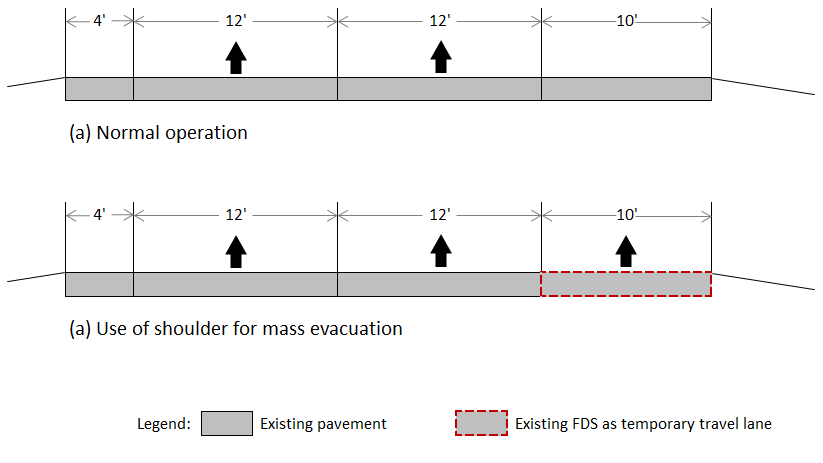 4' 12' 12' 10'
(a) Normal operation
4' 12' 12' 10'
(a) Use of shoulder for mass evacuation
Legend: Existing pavement Existing FDS as temporary travel lane